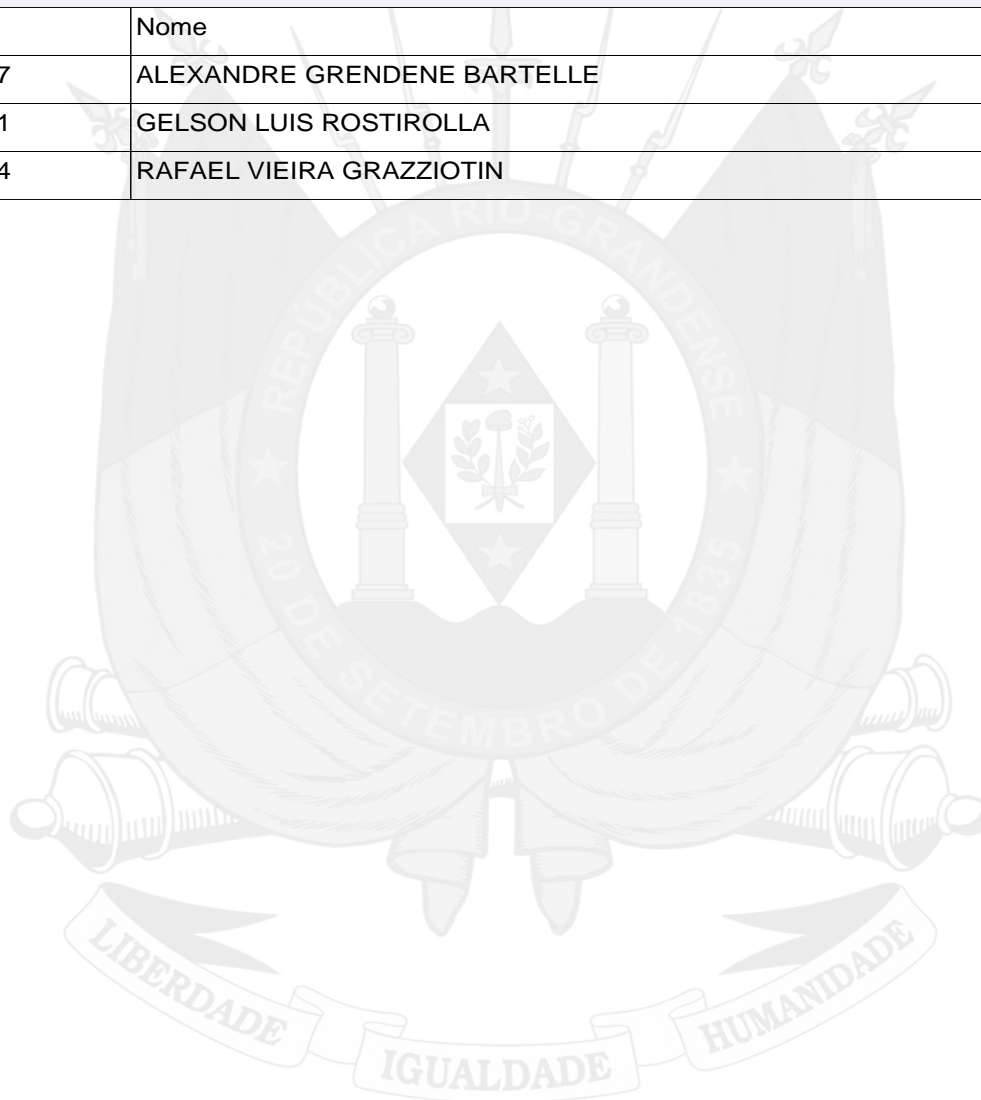 Nome
7 ALEXANDRE GRENDENE BARTELLE
1 GELSON LUIS ROSTIROLLA
4 RAFAEL VIEIRA GRAZZIOTIN
REPÚBLICA RIO-GRANDENSE
20 DE SETEMBRO DE 1835
LIBERDADE IGUALDADE HUMANIDADE